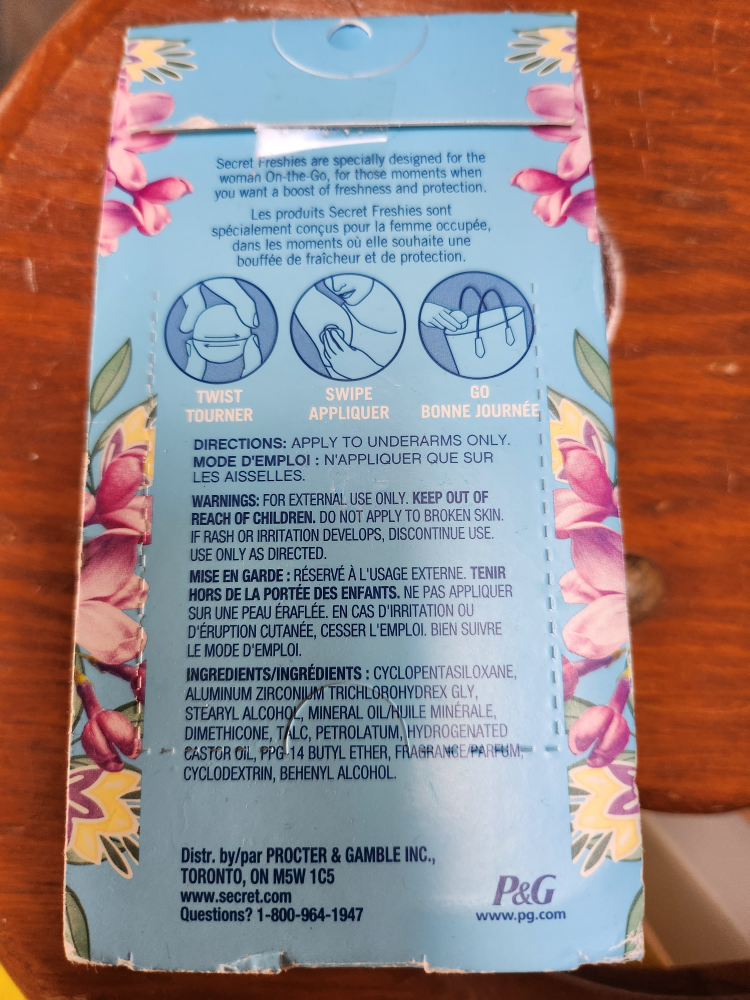 Secret Freshies are specially designed for the
woman On-the-Go, for those moments when
you want a boost of freshness and protection.
Les produits Secret Freshies sont
spécialement conçus pour la femme occupée,
dans les moments où elle souhaite une
bouffée de fraîcheur et de protection.
TWIST
TOURNER
SWIPE
APPLIQUER
GO
BONNE JOURNÉE
DIRECTIONS: APPLY TO UNDERARMS ONLY.
MODE D'EMPLOI : N'APPLIQUER QUE SUR
LES AISSELLES.
WARNINGS: FOR EXTERNAL USE ONLY. KEEP OUT OF
REACH OF CHILDREN. DO NOT APPLY TO BROKEN SKIN.
IF RASH OR IRRITATION DEVELOPS, DISCONTINUE USE.
USE ONLY AS DIRECTED.
MISE EN GARDE : RÉSERVÉ À L'USAGE EXTERNE. TENIR
HORS DE LA PORTÉE DES ENFANTS. NE PAS APPLIQUER
SUR UNE PEAU ÉRAFLÉE. EN CAS D'IRRITATION OU
D'ÉRUPTION CUTANÉE, CESSER L'EMPLOI. BIEN SUIVRE
LE MODE D'EMPLOI.
INGREDIENTS/INGRÉDIENTS : CYCLOPENTASILOXANE,
ALUMINUM ZIRCONIUM TRICHLOROHYDREX GLY,
STEARYL ALCOHOL, MINERAL OIL/HUILE MINÉRALE,
DIMETHICONE, TALC, PETROLATUM, HYDROGENATED
CASTOR OIL, PPG-14 BUTYL ETHER, FRAGRANCE/PARFUM,
CYCLODEXTRIN, BEHENYL ALCOHOL.
Distr. by/par PROCTER & GAMBLE INC.,
TORONTO, ON M5W 1C5
www.secret.com
Questions? 1-800-964-1947
P&G
www.pg.com